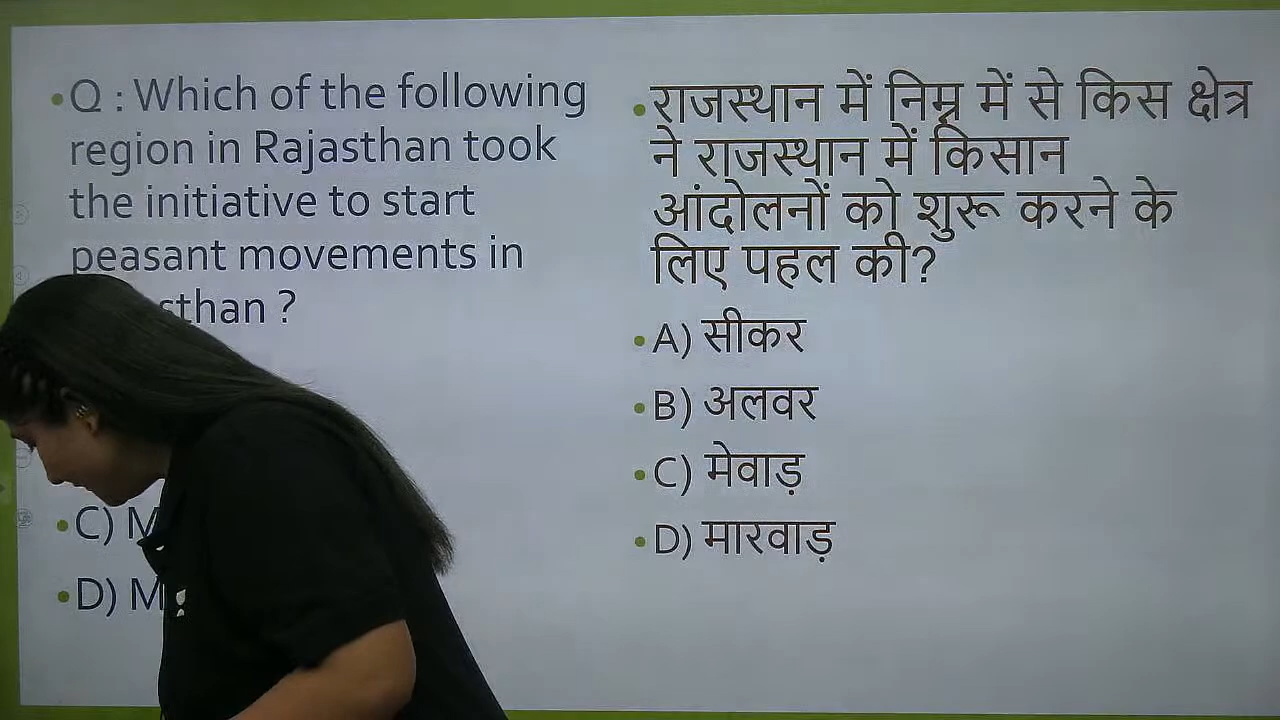 Q : Which of the following
region in Rajasthan took
the initiative to start
peasant movements in
sthan ?
C) M
D) M
राजस्थान में निम्न में से किस क्षेत्र
ने राजस्थान में किसान
आंदोलनों को शुरू करने के
लिए पहल की?
A) सीकर
B) अलवर
C) मेवाड़
D) मारवाड़